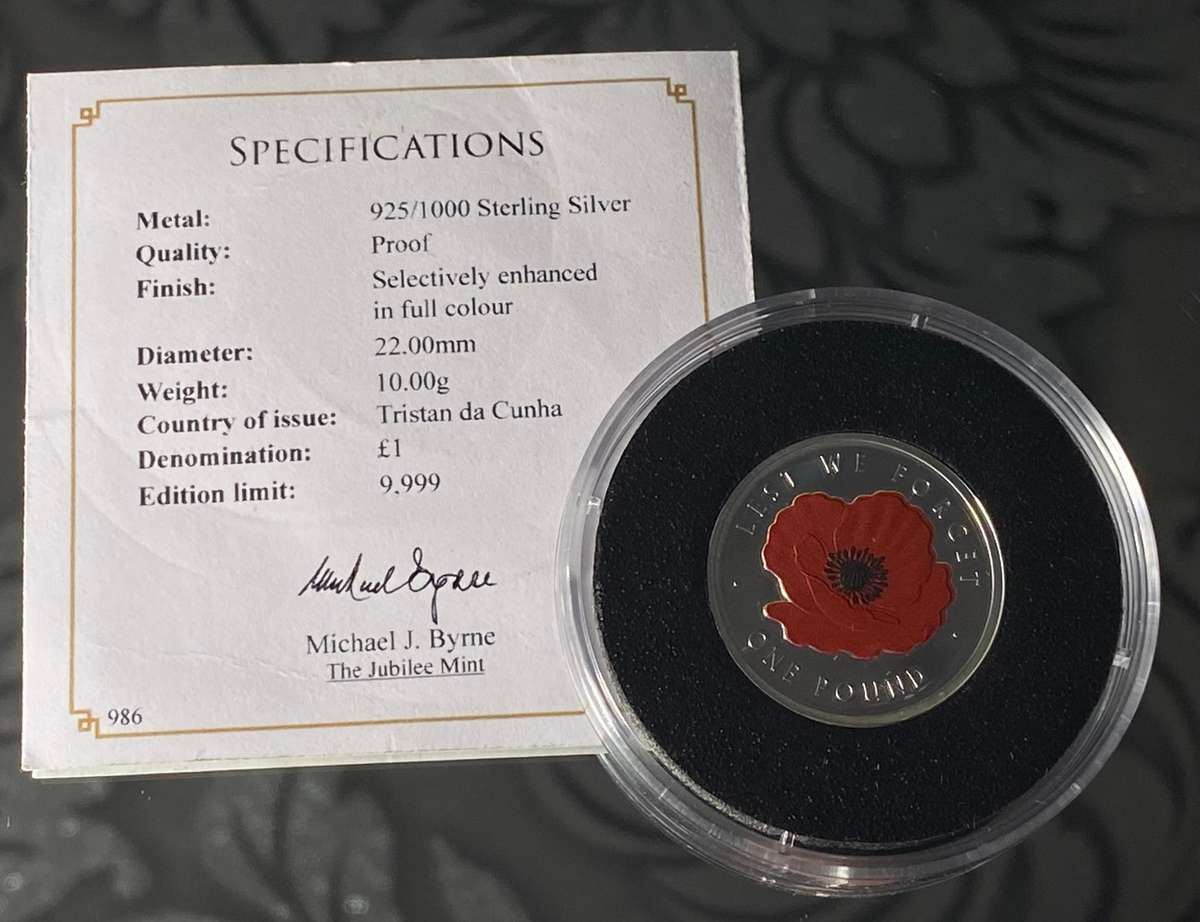 SPECIFICATIONS
Metal: 925/1000 Sterling Silver
Quality: Proof
Finish: Selectively enhanced
in full colour
Diameter: 22.00mm
Weight: 10.00g
Country of issue: Tristan da Cunha
Denomination: £1
Edition limit: 9,999
Michael Byrne
Michael J. Byrne
The Jubilee Mint
986
LEST WE FORGET
ONE POUND